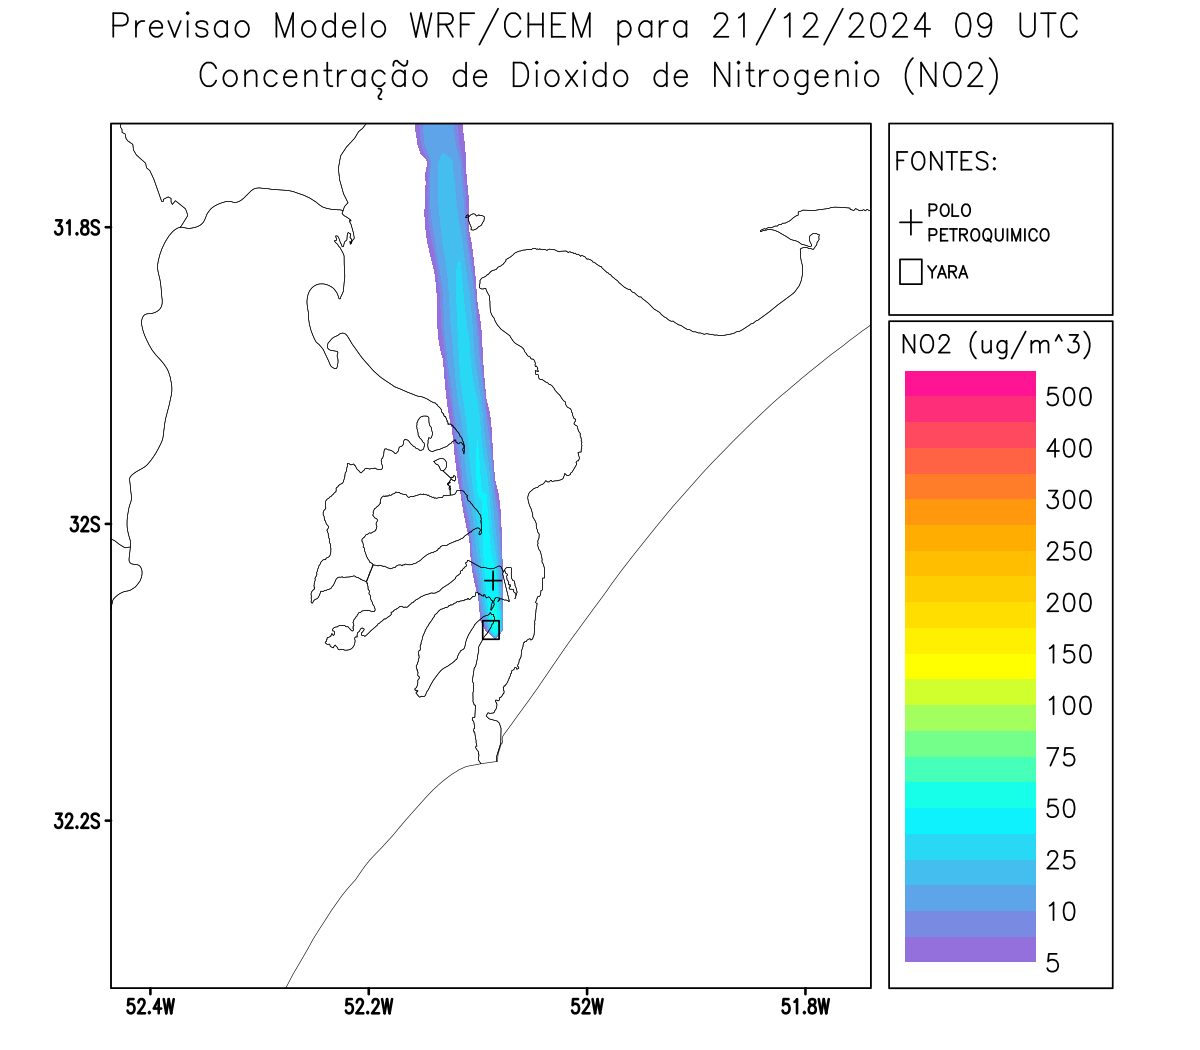 Previsao Modelo WRF/CHEM para 21/12/2024 09 UTC
Concentração de Dioxido de Nitrogenio (NO2)
FONTES:
POLO
PETROQUIMICO
YARA
31.8S
32S
32.2S
52.4W
52.2W
52W
51.8W
NO2 (ug/m^3)
500
400
300
250
200
150
100
75
50
25
10
5